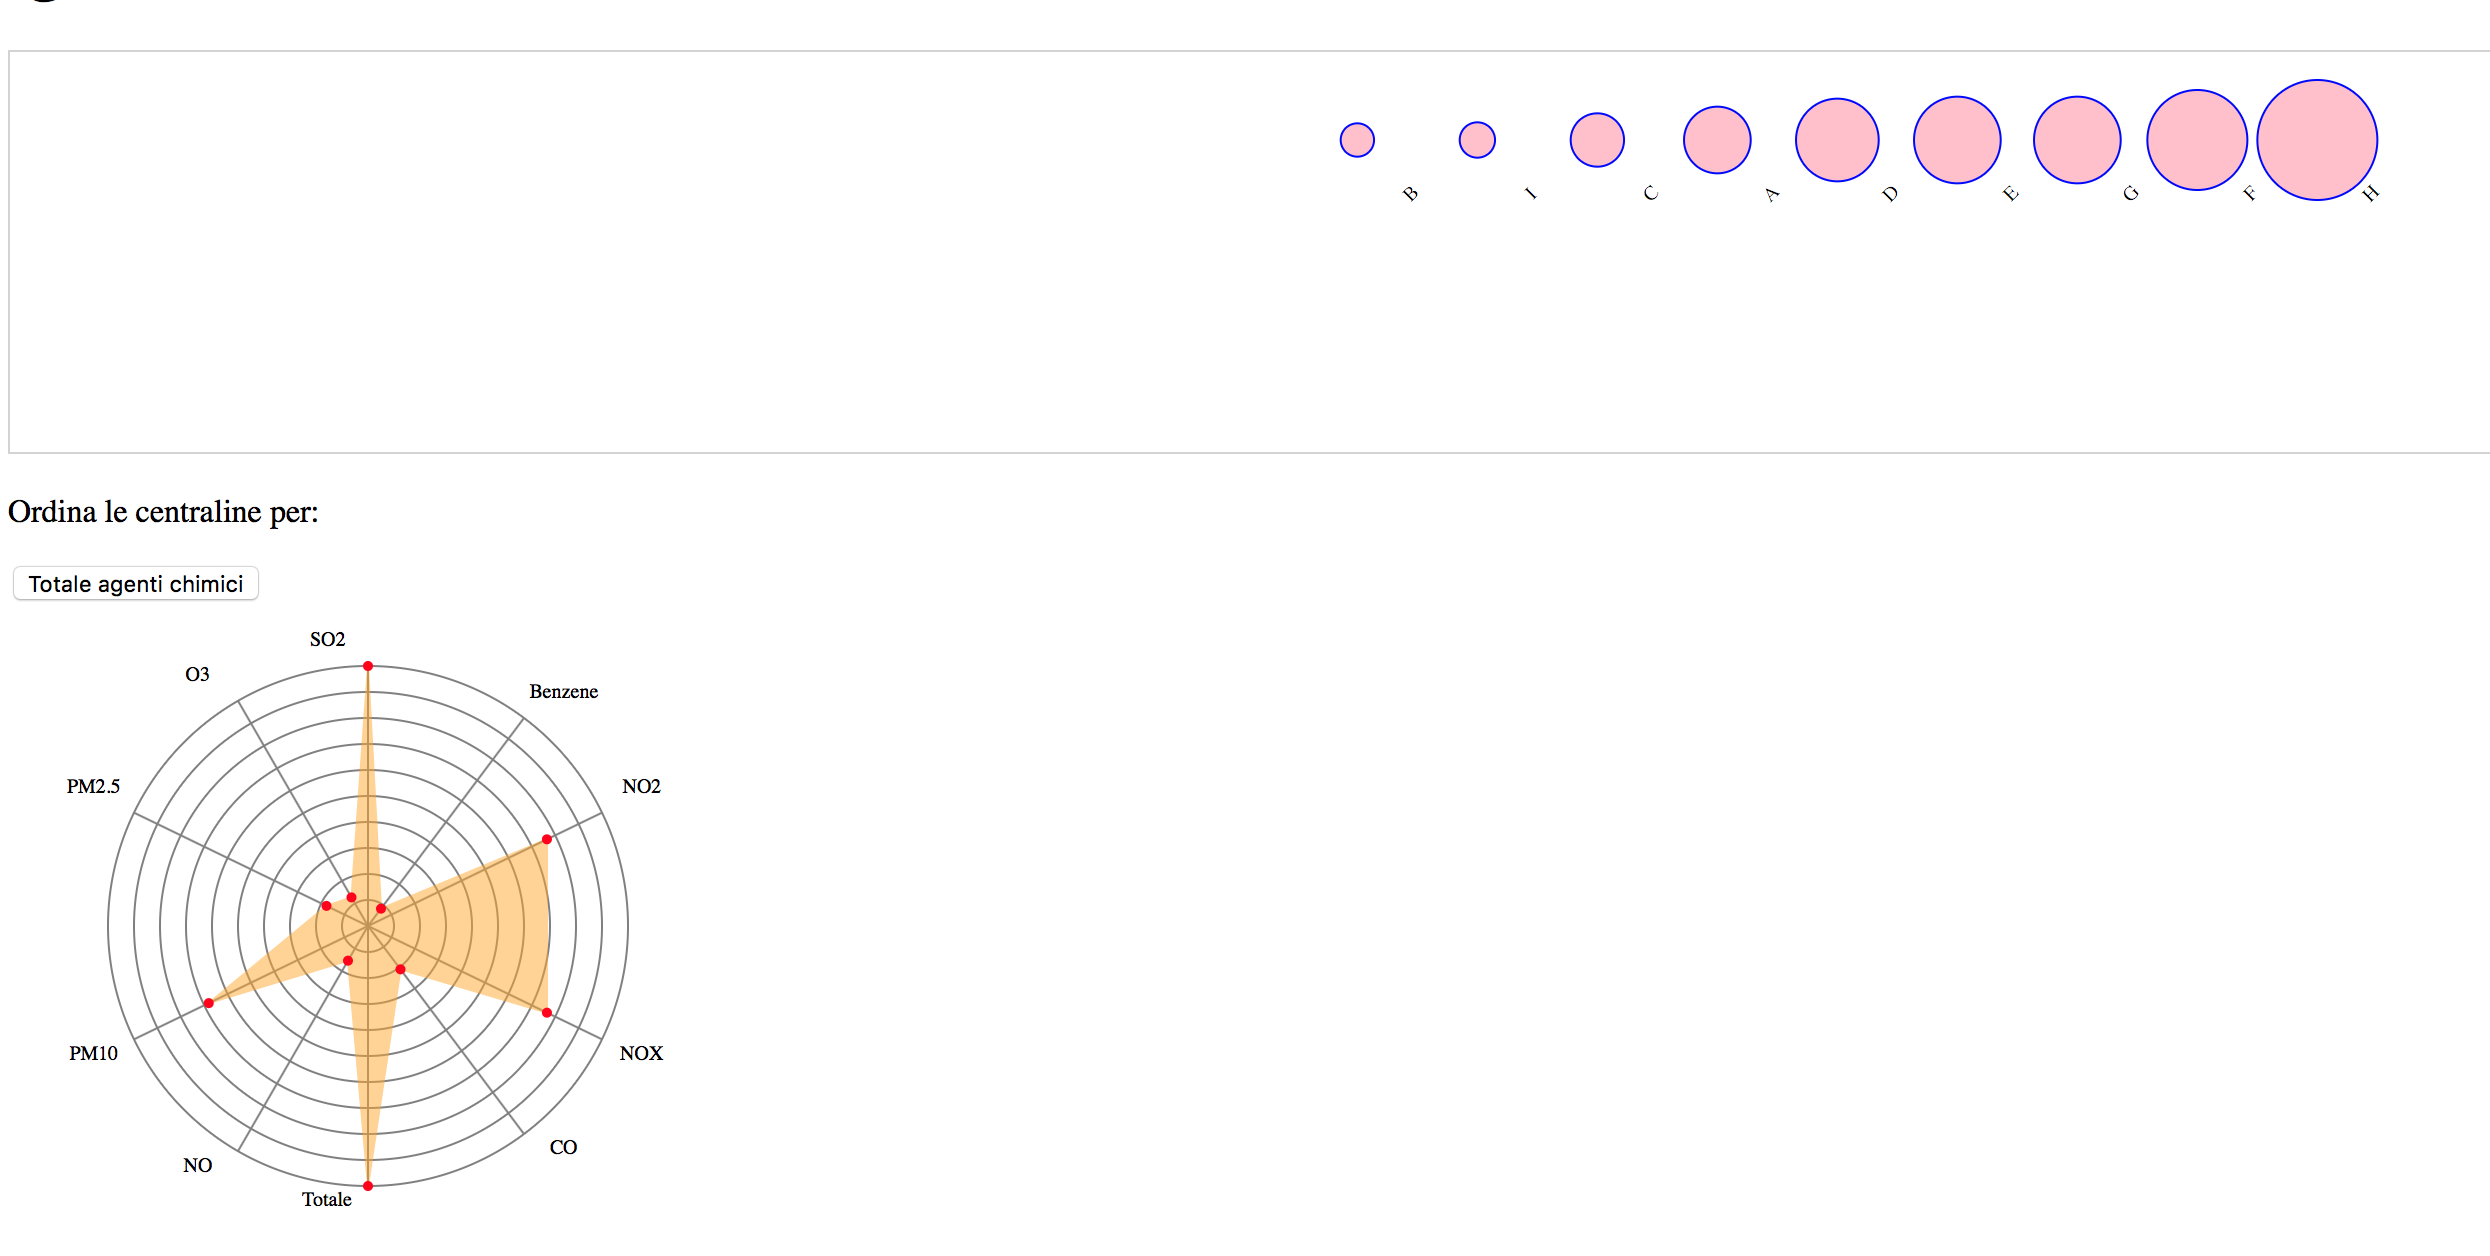 B I C A D E G F H
Ordina le centraline per:
Totale agenti chimici
SO2
O3
Benzene
PM2.5
NO2
PM10
NOX
CO
NO
Totale